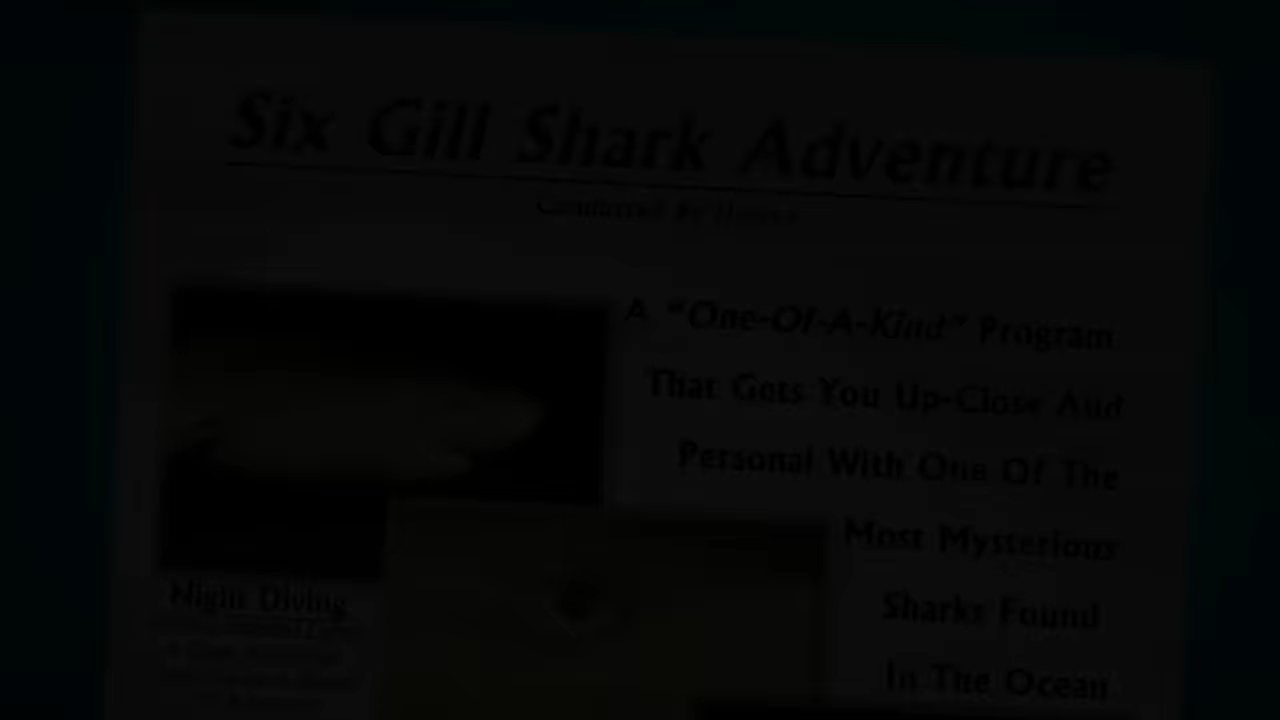 Six Gill Shark Adventure
A "One-Of-A-Kind" Program
That Gets You Up-Close And
Personal With One Of The
Most Mysterious
Sharks Found
In The Ocean
Night Diving